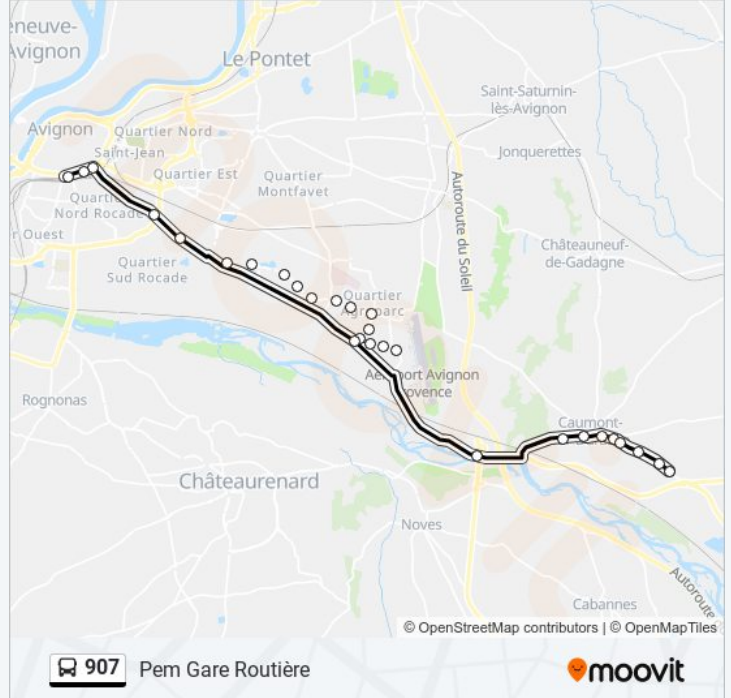 eneuve-
Avignon
Le Pontet
Saint-Saturnin-
lès-Avignon
Avignon
Quartier Nord
Saint-Jean
Jonquerettes
Quartier Est
Quartier
Montfavet
Nord Rocade
r Ouest
Autoroute du Soleil
Châteauneuf-
de-Gadagne
Quartier
Sud Rocade
Quartier
Aéroport Avignon
Provence
Rognonas
Caumont-
Châteaurenard
Noves
Autoroute
Cabannes
© OpenStreetMap contributors | © OpenMapTiles
907 Pem Gare Routière
moovit